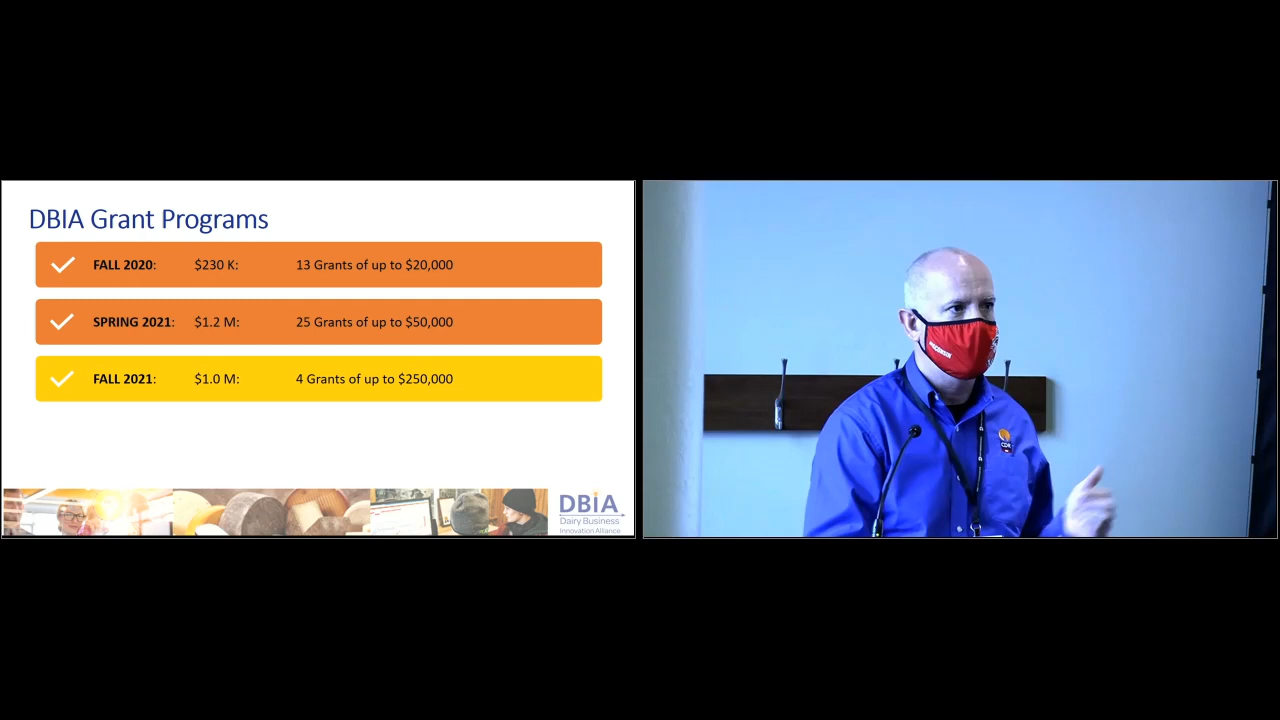 DBIA Grant Programs
FALL 2020: $230 K: 13 Grants of up to $20,000
SPRING 2021: $1.2 M: 25 Grants of up to $50,000
FALL 2021: $1.0 M: 4 Grants of up to $250,000
DBiA
Dairy Business
Innovation Alliance
WISCONSIN
CDR